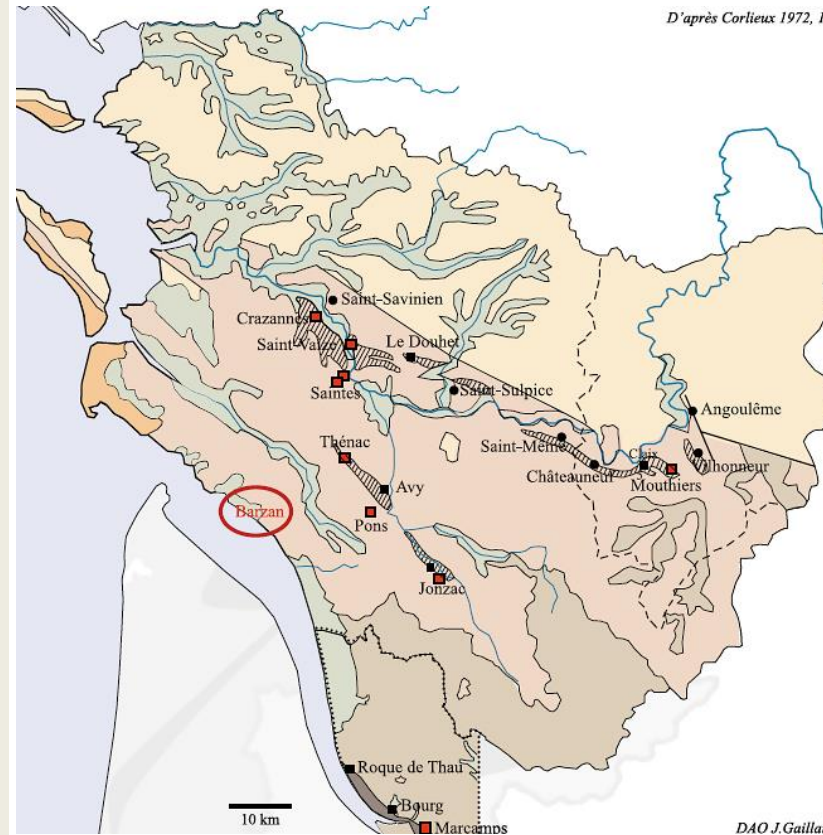 D'après Corlieux 1972, 1
Saint-Savinien
Crazannes
Saint-Vaize
Le Douhet
Saintes
Saint-Sulpice
Angoulême
Thénac
Saint-Même
Claix
Châteauneuf
Mouthiers
Avy
Barzan
Pons
Jonzac
Roque de Thau
10 km
Bourg
Marcamps
DAO J.Gailla